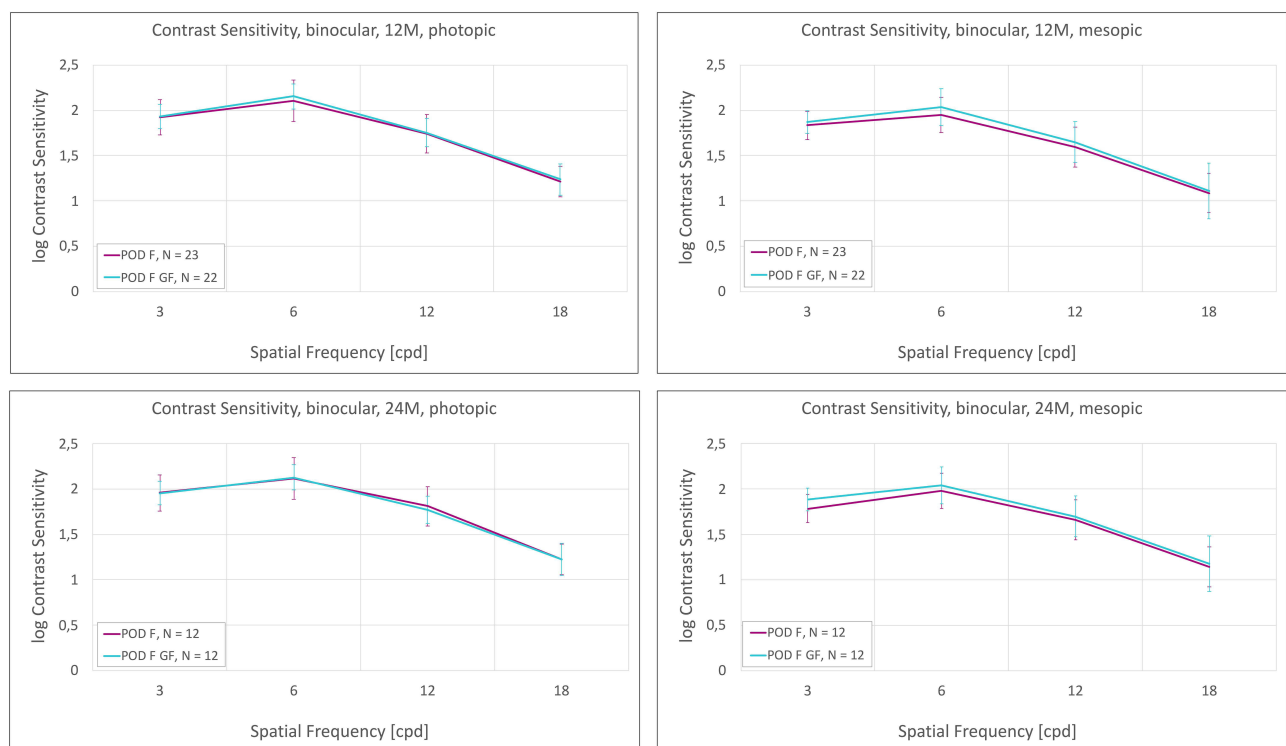 Contrast Sensitivity, binocular, 12M, photopic
log Contrast Sensitivity
2,5
2
1,5
1
0,5
0
POD F, N = 23
POD F GF, N = 22
3 6 12 18
Spatial Frequency [cpd]
Contrast Sensitivity, binocular, 12M, mesopic
log Contrast Sensitivity
2,5
2
1,5
1
0,5
0
POD F, N = 23
POD F GF, N = 22
3 6 12 18
Spatial Frequency [cpd]
Contrast Sensitivity, binocular, 24M, photopic
log Contrast Sensitivity
2,5
2
1,5
1
0,5
0
POD F, N = 12
POD F GF, N = 12
3 6 12 18
Spatial Frequency [cpd]
Contrast Sensitivity, binocular, 24M, mesopic
log Contrast Sensitivity
2,5
2
1,5
1
0,5
0
POD F, N = 12
POD F GF, N = 12
3 6 12 18
Spatial Frequency [cpd]